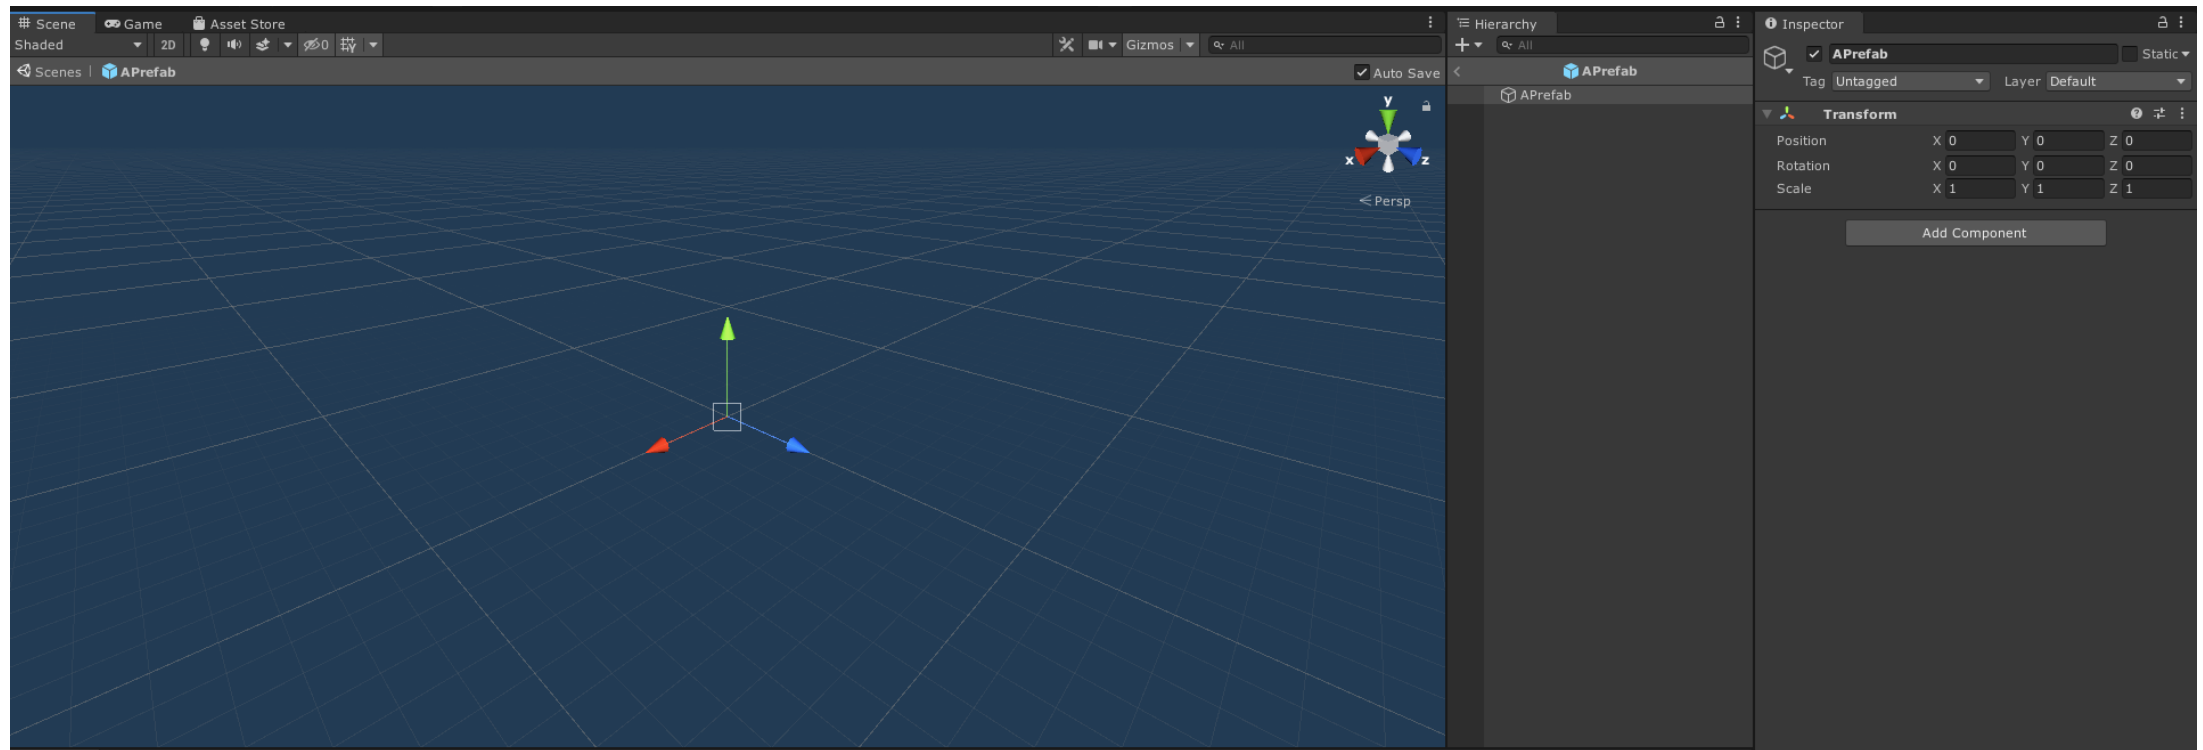 Scene Game Asset Store
Shaded 2D 0 Gizmos All
Scenes APrefab Auto Save
y
x z
Persp
Hierarchy
All
APrefab
APrefab
Inspector
APrefab Static
Tag Untagged Layer Default
Transform
Position X 0 Y 0 Z 0
Rotation X 0 Y 0 Z 0
Scale X 1 Y 1 Z 1
Add Component